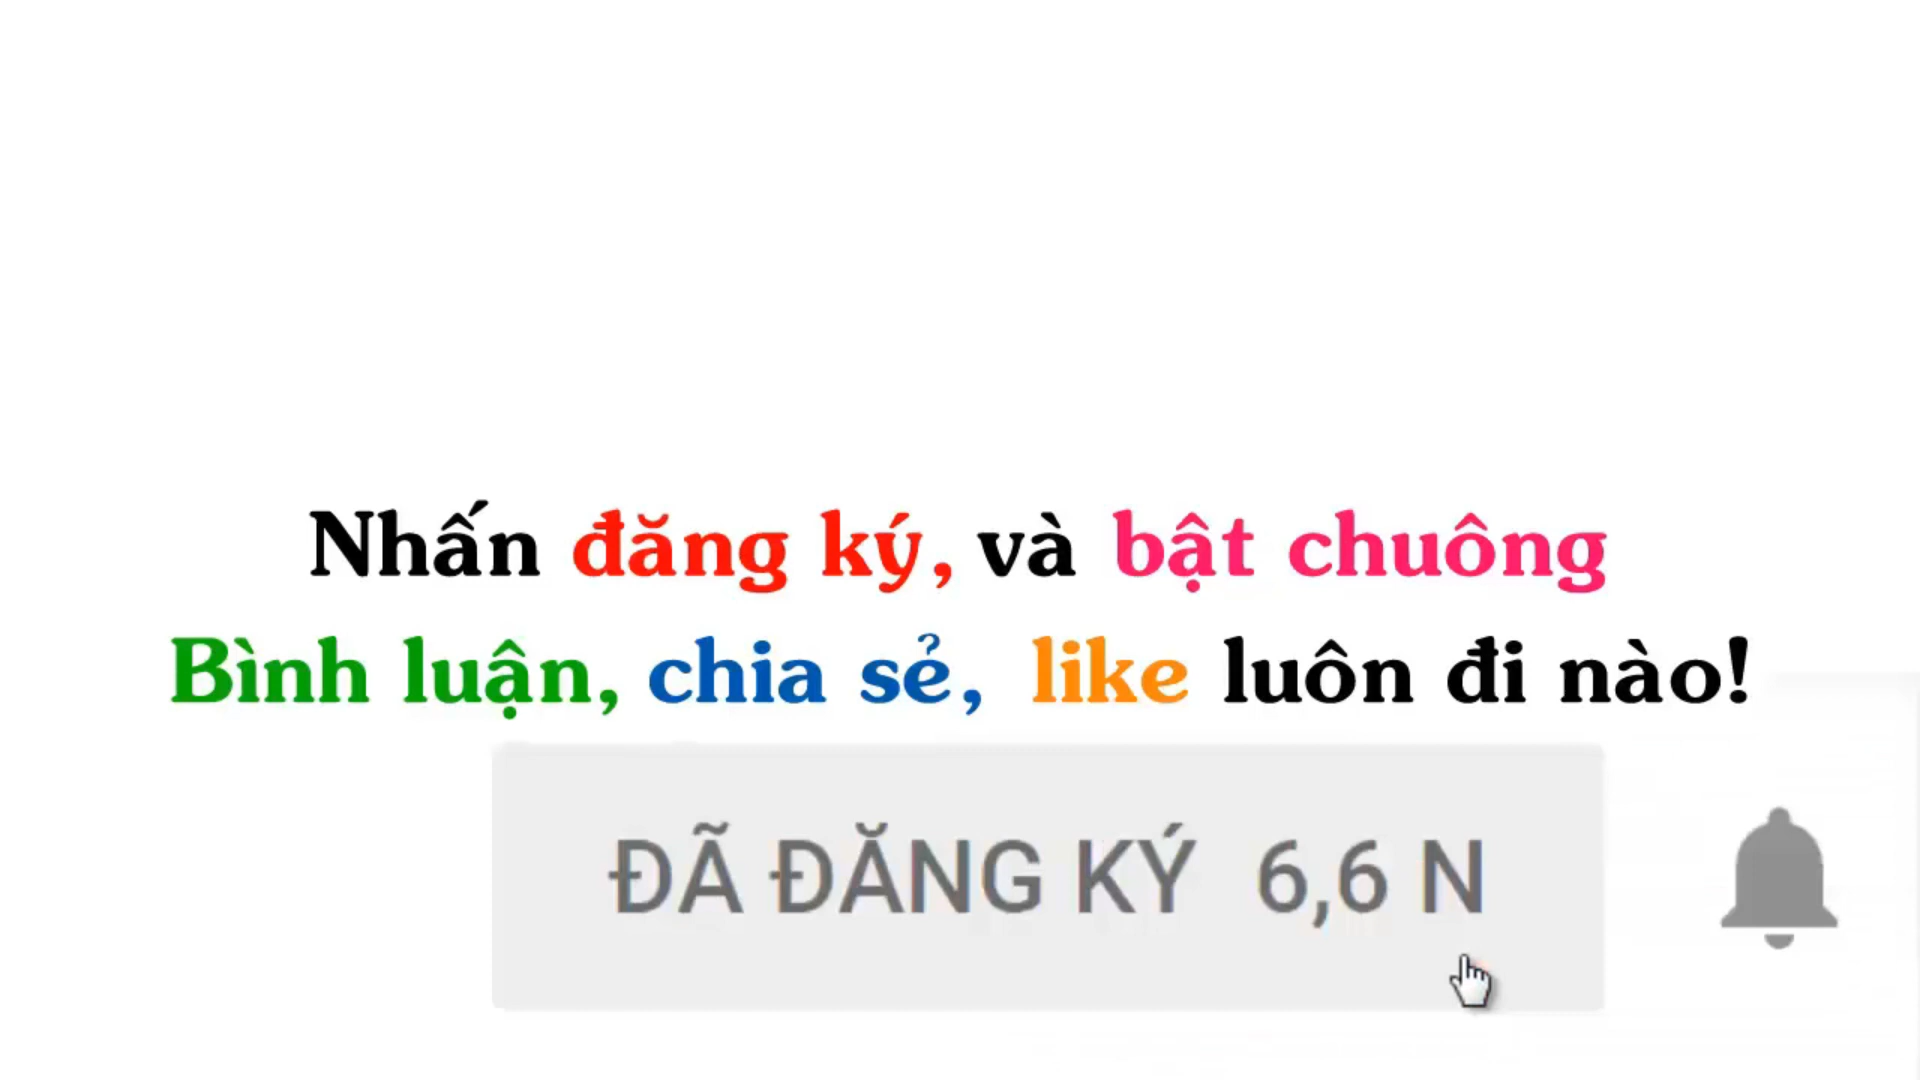 Nhấn đăng ký, và bật chuông
Bình luận, chia sẻ, like luôn đi nào!
ĐÃ ĐĂNG KÝ 6,6 N